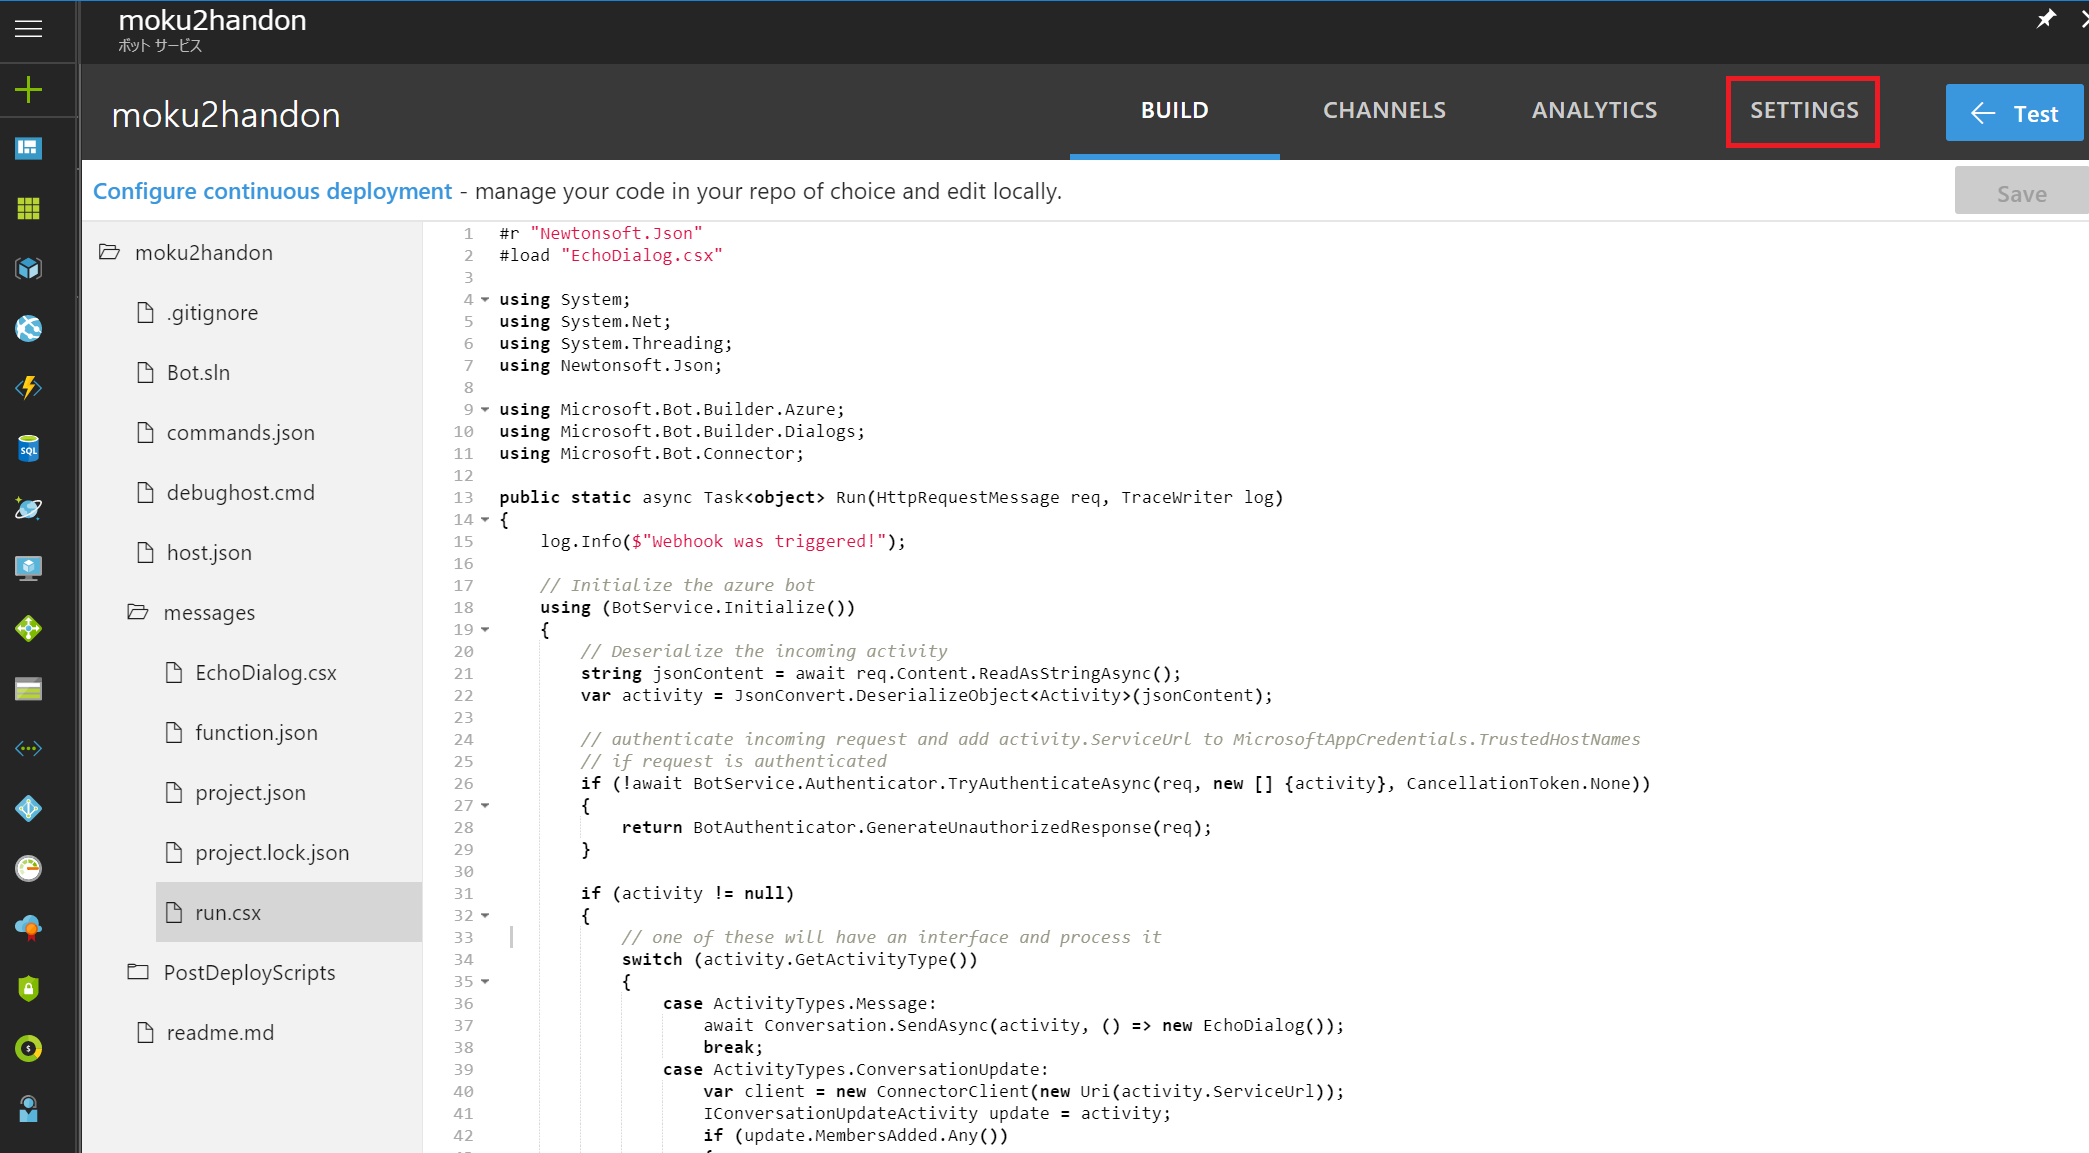 moku2handon
ボット サービス
moku2handon
BUILD
CHANNELS
ANALYTICS
SETTINGS
Test
Configure continuous deployment - manage your code in your repo of choice and edit locally.
Save
moku2handon
.gitignore
Bot.sln
commands.json
debughost.cmd
host.json
messages
EchoDialog.csx
function.json
project.json
project.lock.json
run.csx
PostDeployScripts
readme.md
1 #r "Newtonsoft.Json"
2 #load "EchoDialog.csx"
3
4 using System;
5 using System.Net;
6 using System.Threading;
7 using Newtonsoft.Json;
8
9 using Microsoft.Bot.Builder.Azure;
10 using Microsoft.Bot.Builder.Dialogs;
11 using Microsoft.Bot.Connector;
12
13 public static async Task<object> Run(HttpRequestMessage req, TraceWriter log)
14 {
15 log.Info($"Webhook was triggered!");
16
17 // Initialize the azure bot
18 using (BotService.Initialize())
19 {
20 // Deserialize the incoming activity
21 string jsonContent = await req.Content.ReadAsStringAsync();
22 var activity = JsonConvert.DeserializeObject<Activity>(jsonContent);
23
24 // authenticate incoming request and add activity.ServiceUrl to MicrosoftAppCredentials.TrustedHostNames
25 // if request is authenticated
26 if (!await BotService.Authenticator.TryAuthenticateAsync(req, new [] {activity}, CancellationToken.None))
27 {
28 return BotAuthenticator.GenerateUnauthorizedResponse(req);
29 }
30
31 if (activity != null)
32 {
33 // one of these will have an interface and process it
34 switch (activity.GetActivityType())
35 {
36 case ActivityTypes.Message:
37 await Conversation.SendAsync(activity, () => new EchoDialog());
38 break;
39 case ActivityTypes.ConversationUpdate:
40 var client = new ConnectorClient(new Uri(activity.ServiceUrl));
41 IConversationUpdateActivity update = activity;
42 if (update.MembersAdded.Any())